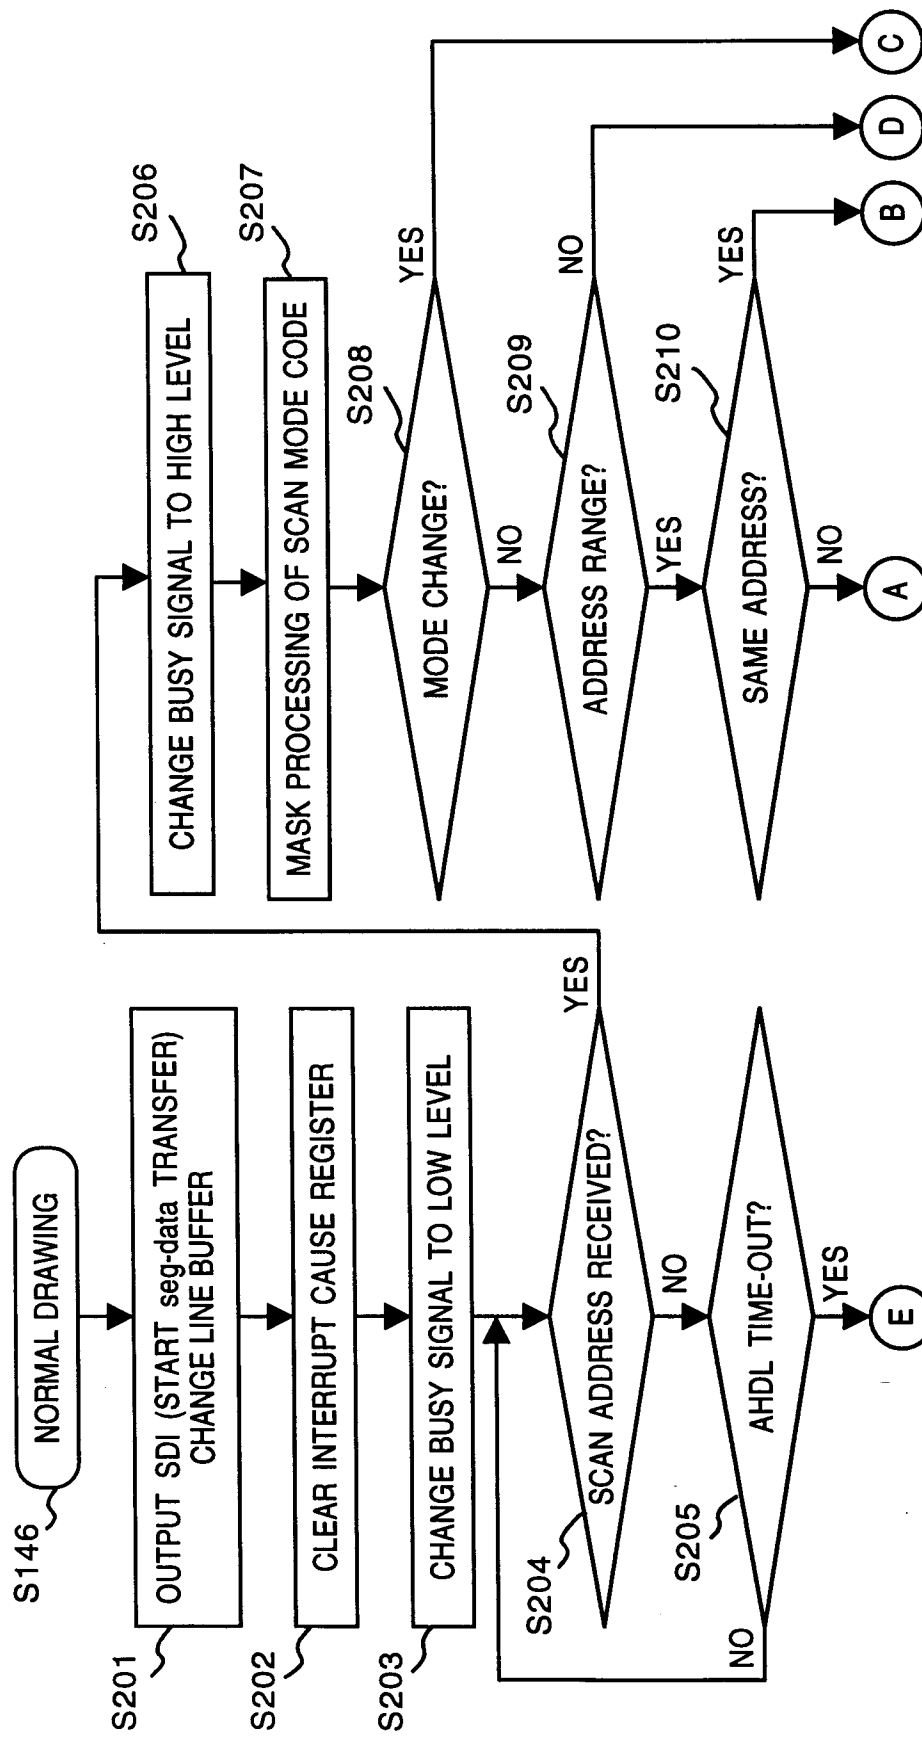 S146
NORMAL DRAWING
S201
OUTPUT SDI (START seg-data TRANSFER)
CHANGE LINE BUFFER
S202
CLEAR INTERRUPT CAUSE REGISTER
S203
CHANGE BUSY SIGNAL TO LOW LEVEL
S204
SCAN ADDRESS RECEIVED?
YES
NO
S205
AHDL TIME-OUT?
NO
YES
E
CHANGE BUSY SIGNAL TO HIGH LEVEL
S206
MASK PROCESSING OF SCAN MODE CODE
S207
MODE CHANGE?
S208
YES
NO
ADDRESS RANGE?
S209
NO
YES
SAME ADDRESS?
S210
YES
NO
A
B
D
C